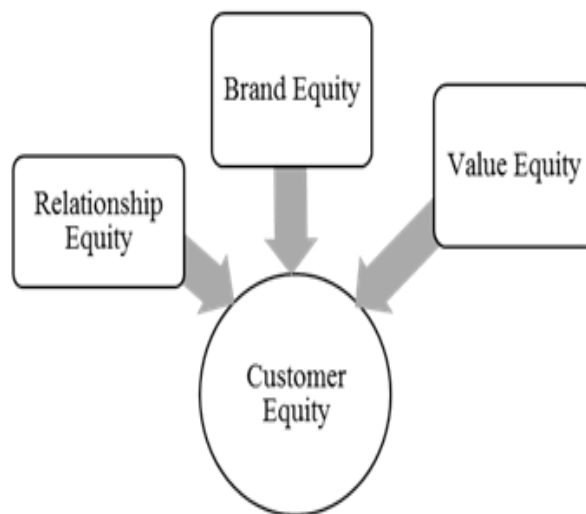 Brand Equity
Value Equity
Relationship
Equity
Customer
Equity